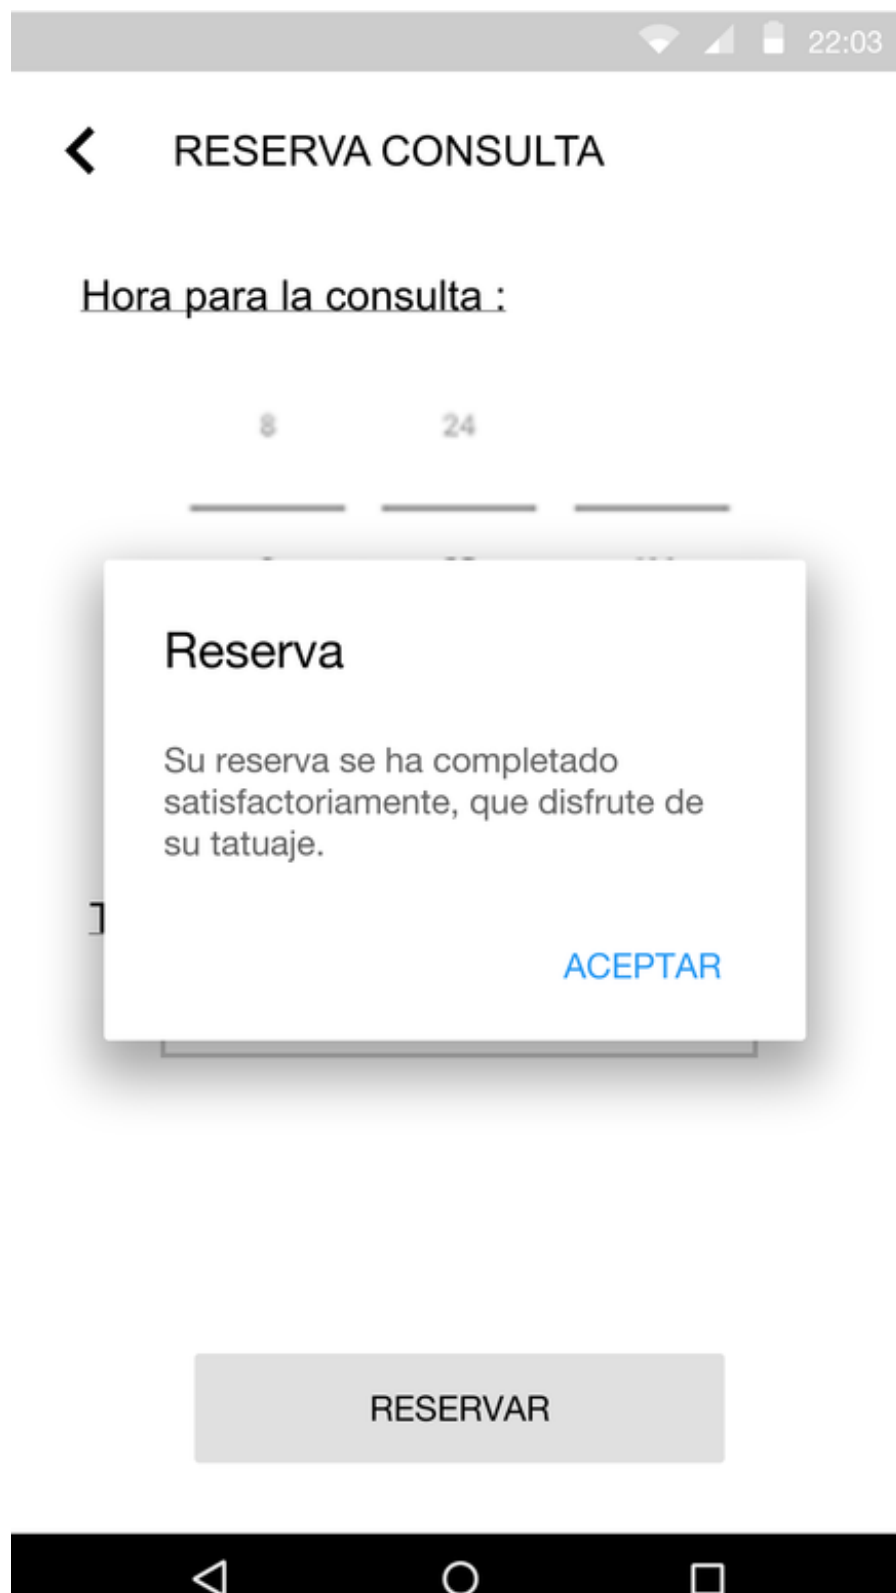 22:03
RESERVA CONSULTA
Hora para la consulta :
8 24
Reserva
Su reserva se ha completado
satisfactoriamente, que disfrute de
su tatuaje.
ACEPTAR
RESERVAR